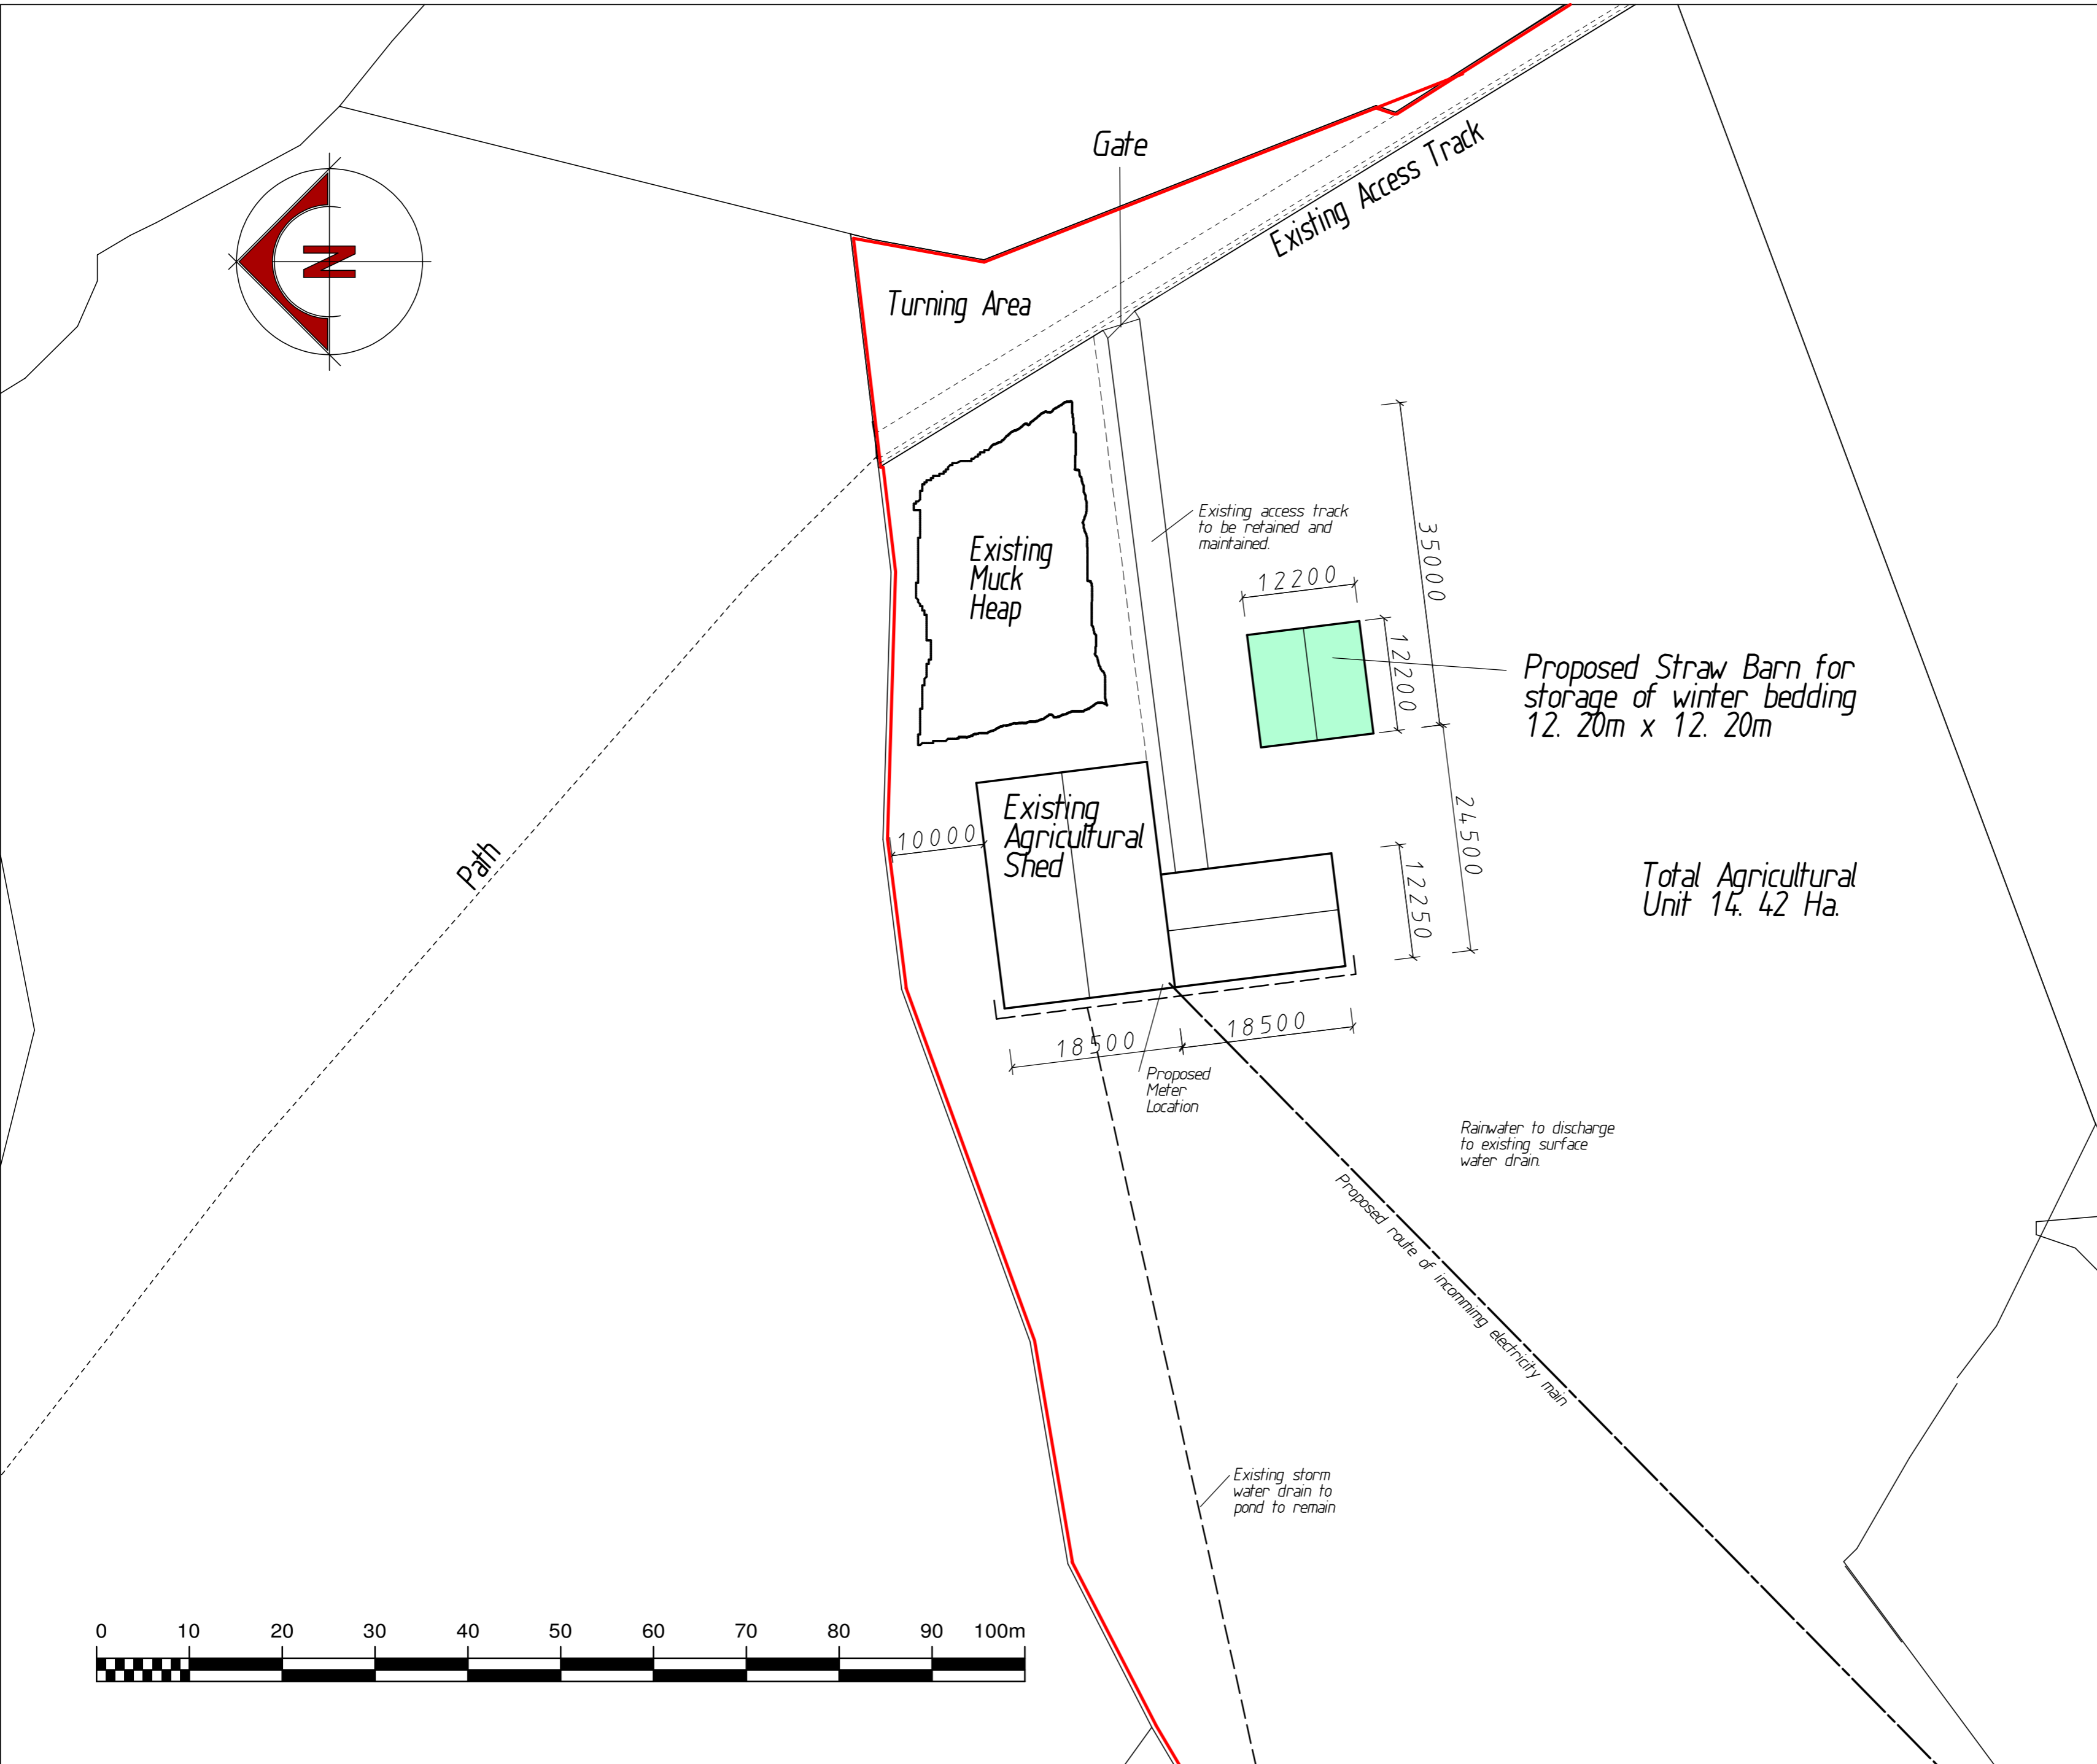 Gate
Existing Access Track
N
Turning Area
Existing access track
to be retained and
maintained.
35000
Existing
Muck
Heap
12200
12200
Proposed Straw Barn for
storage of winter bedding
12. 20m x 12. 20m
Path
10000
Existing
Agricultural
Shed
24500
12250
Total Agricultural
Unit 14. 42 Ha.
18500
18500
Proposed
Meter
Location
Rainwater to discharge
to existing surface
water drain.
Proposed route of incomming electricity main
Existing storm
water drain to
pond to remain
0 10 20 30 40 50 60 70 80 90 100m